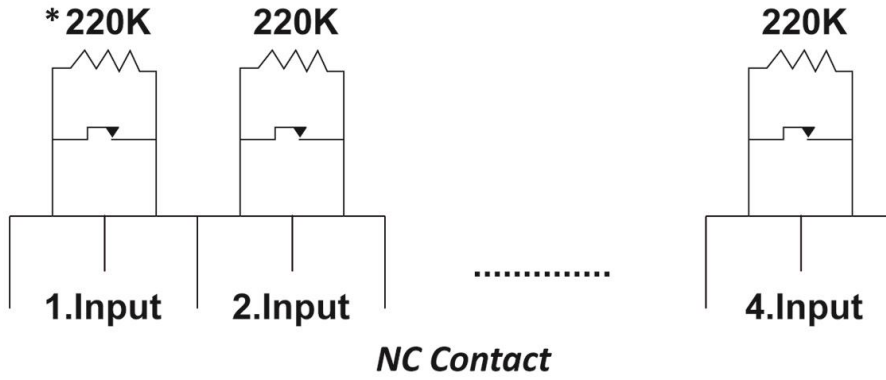 *220K 220K 220K
1.Input 2.Input .............. 4.Input
NC Contact